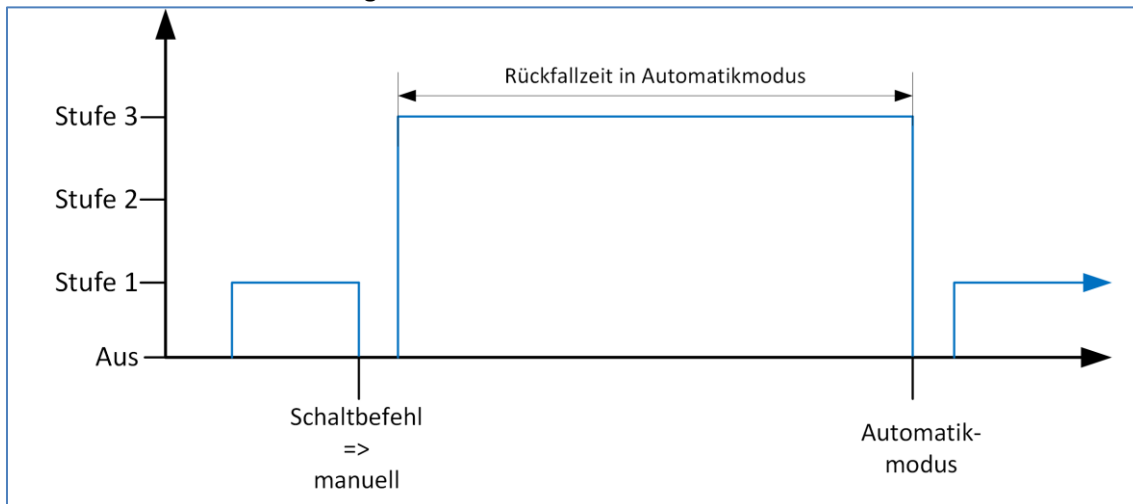 Rückfallzeit in Automatikmodus
Stufe 3
Stufe 2
Stufe 1
Aus
Schaltbefehl
=>
manuell
Automatik-
modus